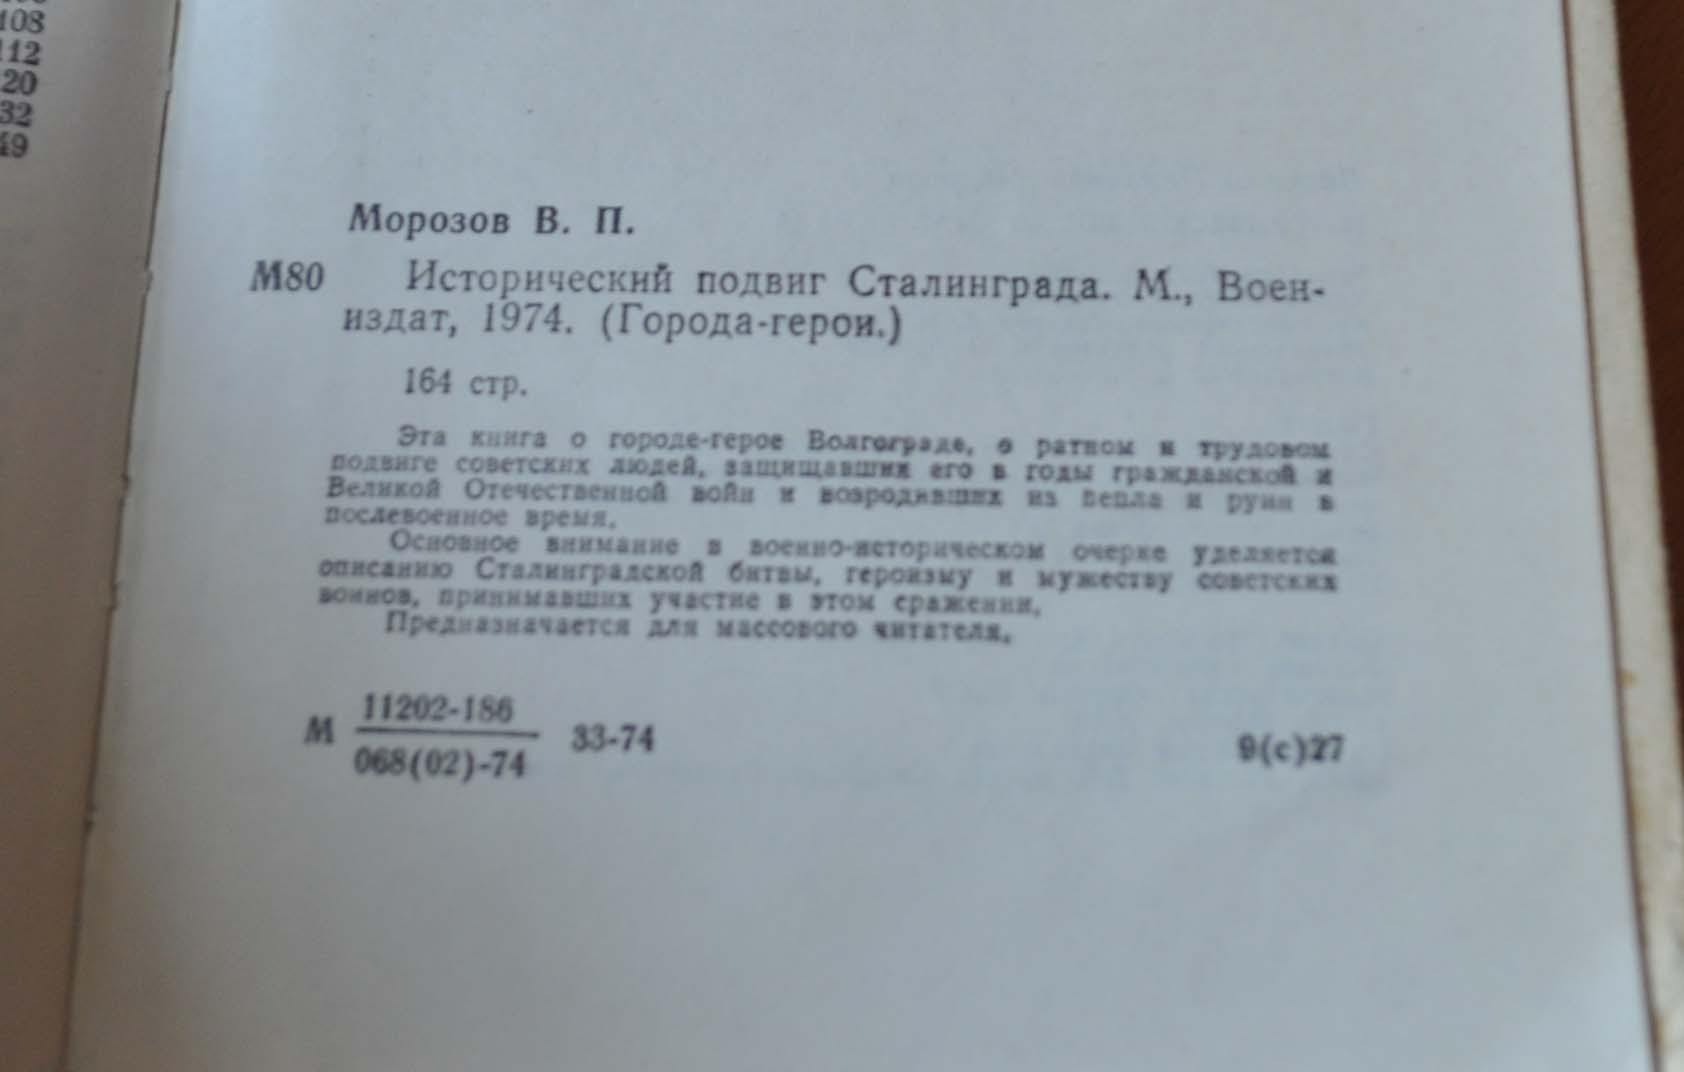 108
112
20
32
49
Морозов В. П.
М80 Исторический подвиг Сталинграда. М., Воен-
издат, 1974. (Города-герои.)
164 стр.
Эта книга о городе-герое Волгограде, о ратном и трудовом
подвиге советских людей, защищавших его в годы гражданской и
Великой Отечественной войн и возродивших из пепла и руин в
послевоенное время.
Основное внимание в военно-историческом очерке уделяется
описанию Сталинградской битвы, героизму и мужеству советских
воинов, принимавших участие в этом сражении.
Предназначается для массового читателя.
11202-186
М 33-74 9(с)27
068(02)-74